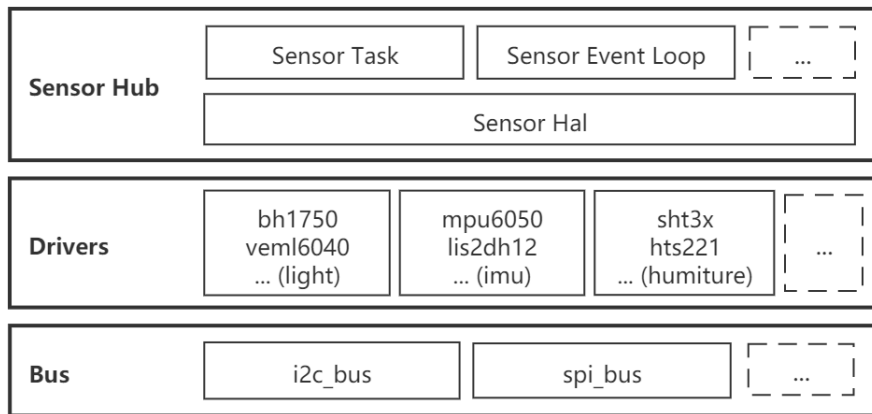 Sensor Hub
Sensor Task
Sensor Event Loop
...
Sensor Hal
Drivers
bh1750
veml6040
... (light)
mpu6050
lis2dh12
... (imu)
sht3x
hts221
... (humiture)
...
Bus
i2c_bus
spi_bus
...